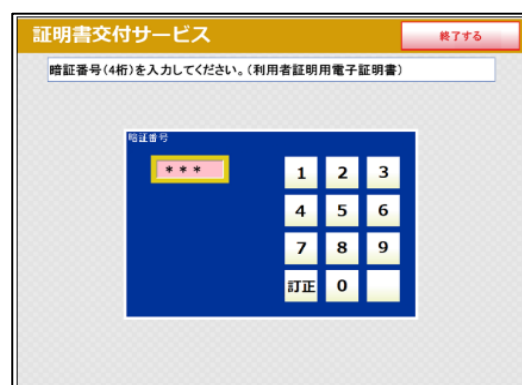 証明書交付サービス
終了する
暗証番号(4桁)を入力してください。(利用者証明用電子証明書)
暗証番号
* * *
1 2 3
4 5 6
7 8 9
訂正 0